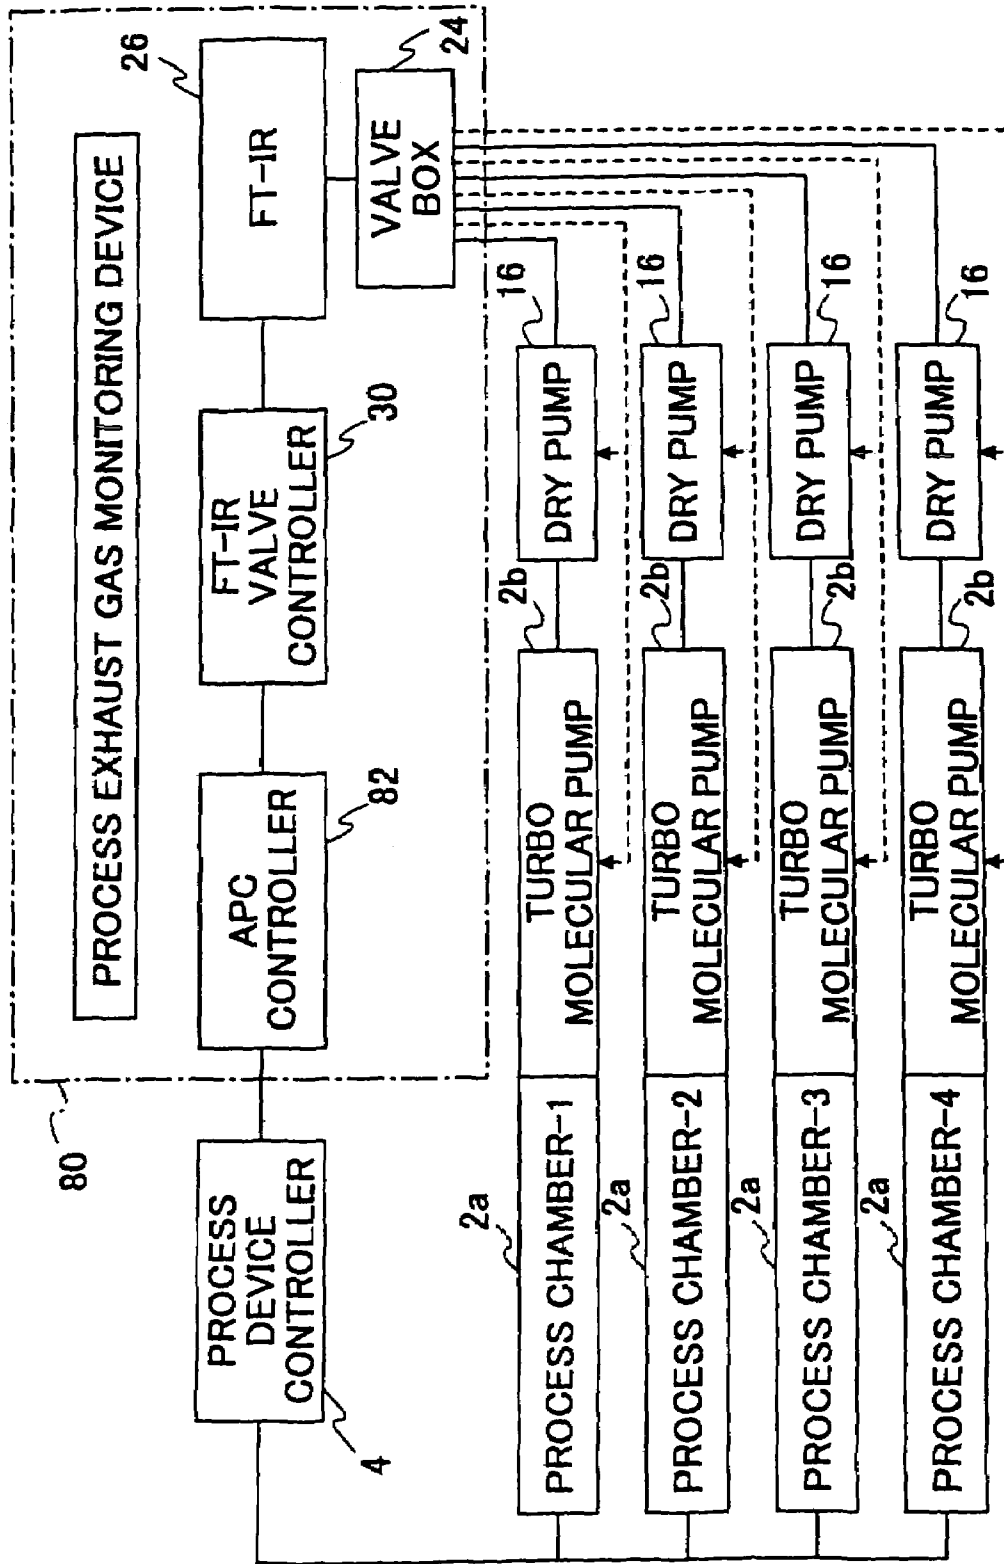 80
PROCESS EXHAUST GAS MONITORING DEVICE
PROCESS
DEVICE
CONTROLLER
4
APC
CONTROLLER
82
FT-IR
VALVE
CONTROLLER
30
FT-IR
26
VALVE
BOX
24
2a
PROCESS CHAMBER-1
TURBO
MOLECULAR PUMP
2b
DRY PUMP
16
2a
PROCESS CHAMBER-2
TURBO
MOLECULAR PUMP
2b
DRY PUMP
16
2a
PROCESS CHAMBER-3
TURBO
MOLECULAR PUMP
2b
DRY PUMP
16
2a
PROCESS CHAMBER-4
TURBO
MOLECULAR PUMP
2b
DRY PUMP
16